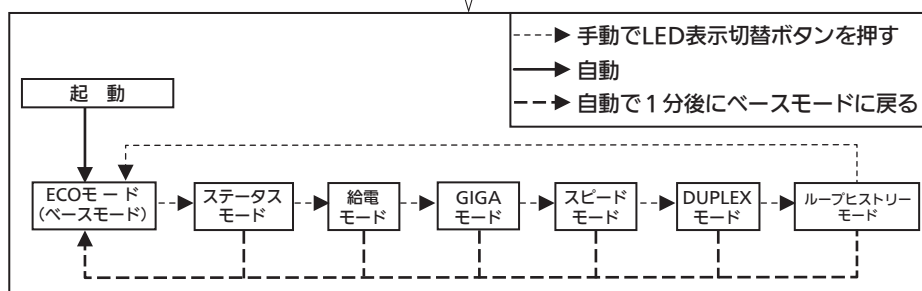 手動でLED表示切替ボタンを押す
自動
自動で1分後にベースモードに戻る
起 動
ECOモード
(ベースモード)
ステータス
モード
給電
モード
GIGA
モード
スピード
モード
DUPLEX
モード
ループヒストリー
モード